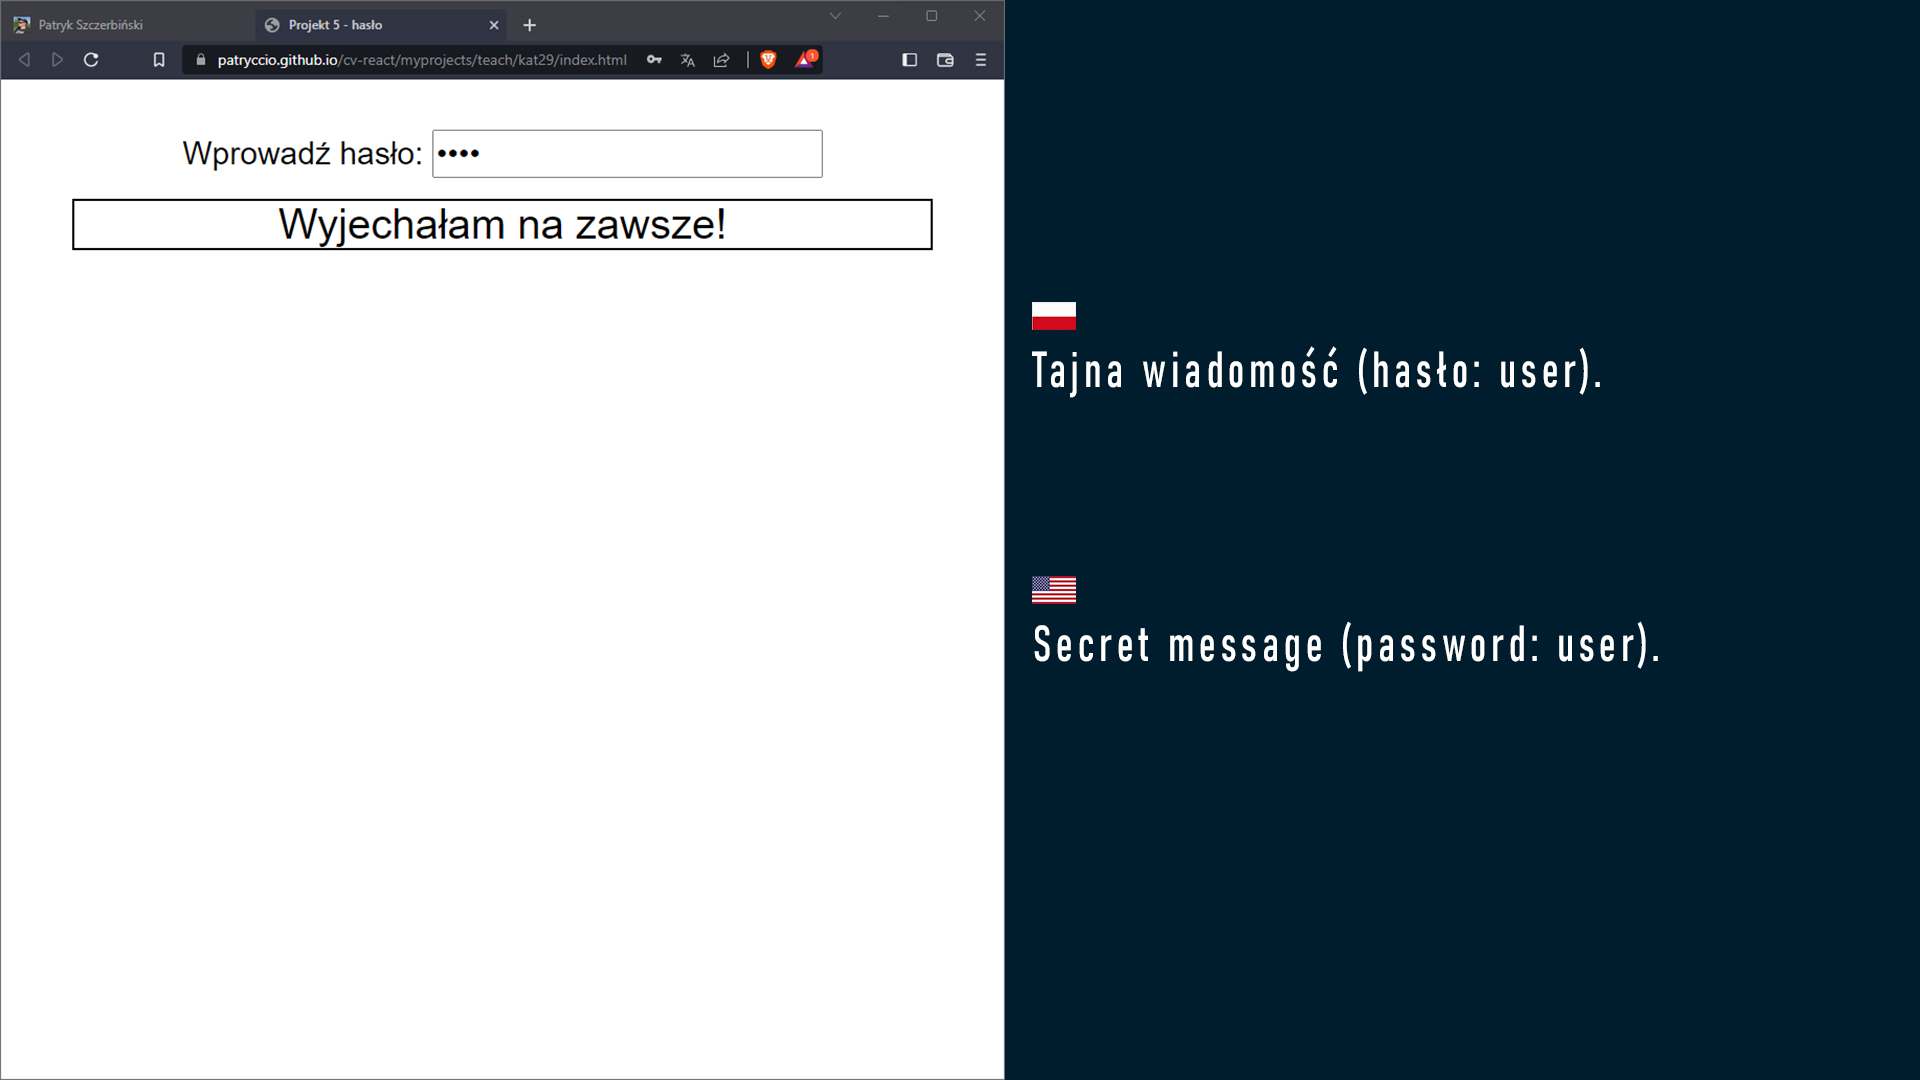 Patryk Szczerbiński
Projekt 5 - hasło
patryccio.github.io/cv-react/myprojects/teach/kat29/index.html
1
Wprowadź hasło: ••••
Wyjechałam na zawsze!
Tajna wiadomość (hasło: user).
Secret message (password: user).